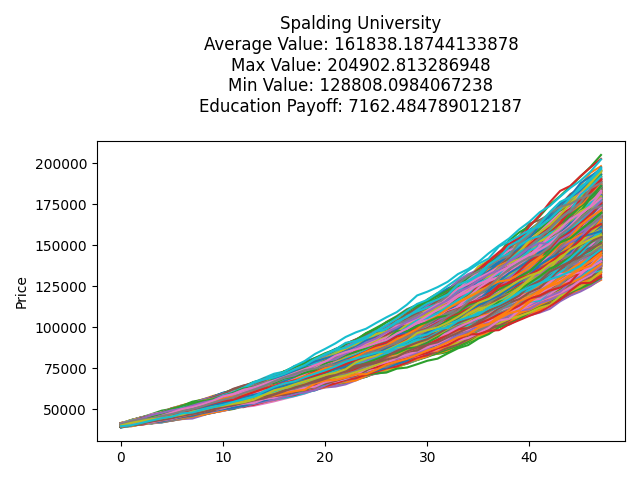 Spalding University
Average Value: 161838.18744133878
Max Value: 204902.813286948
Min Value: 128808.0984067238
Education Payoff: 7162.484789012187
200000
175000
150000
125000
100000
75000
50000
Price
0 10 20 30 40